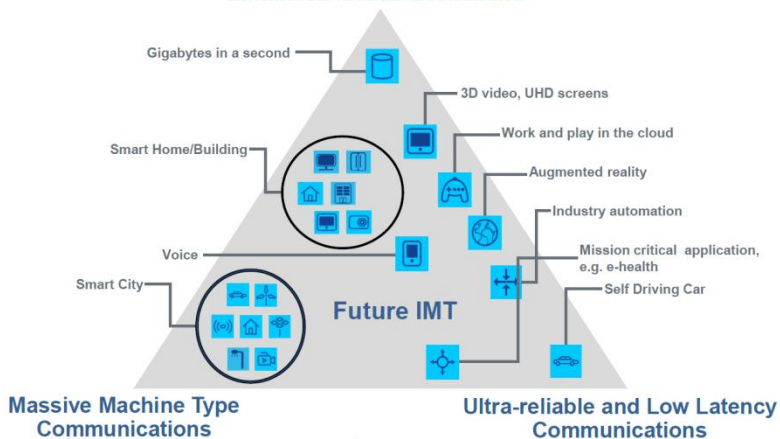 Gigabytes in a second
3D video, UHD screens
Smart Home/Building
Work and play in the cloud
Augmented reality
Industry automation
Voice
Mission critical application,
e.g. e-health
Smart City
Self Driving Car
Future IMT
Massive Machine Type
Communications
Ultra-reliable and Low Latency
Communications